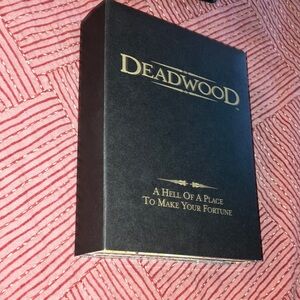 DEADWOOD
A HELL OF A PLACE
TO MAKE YOUR FORTUNE